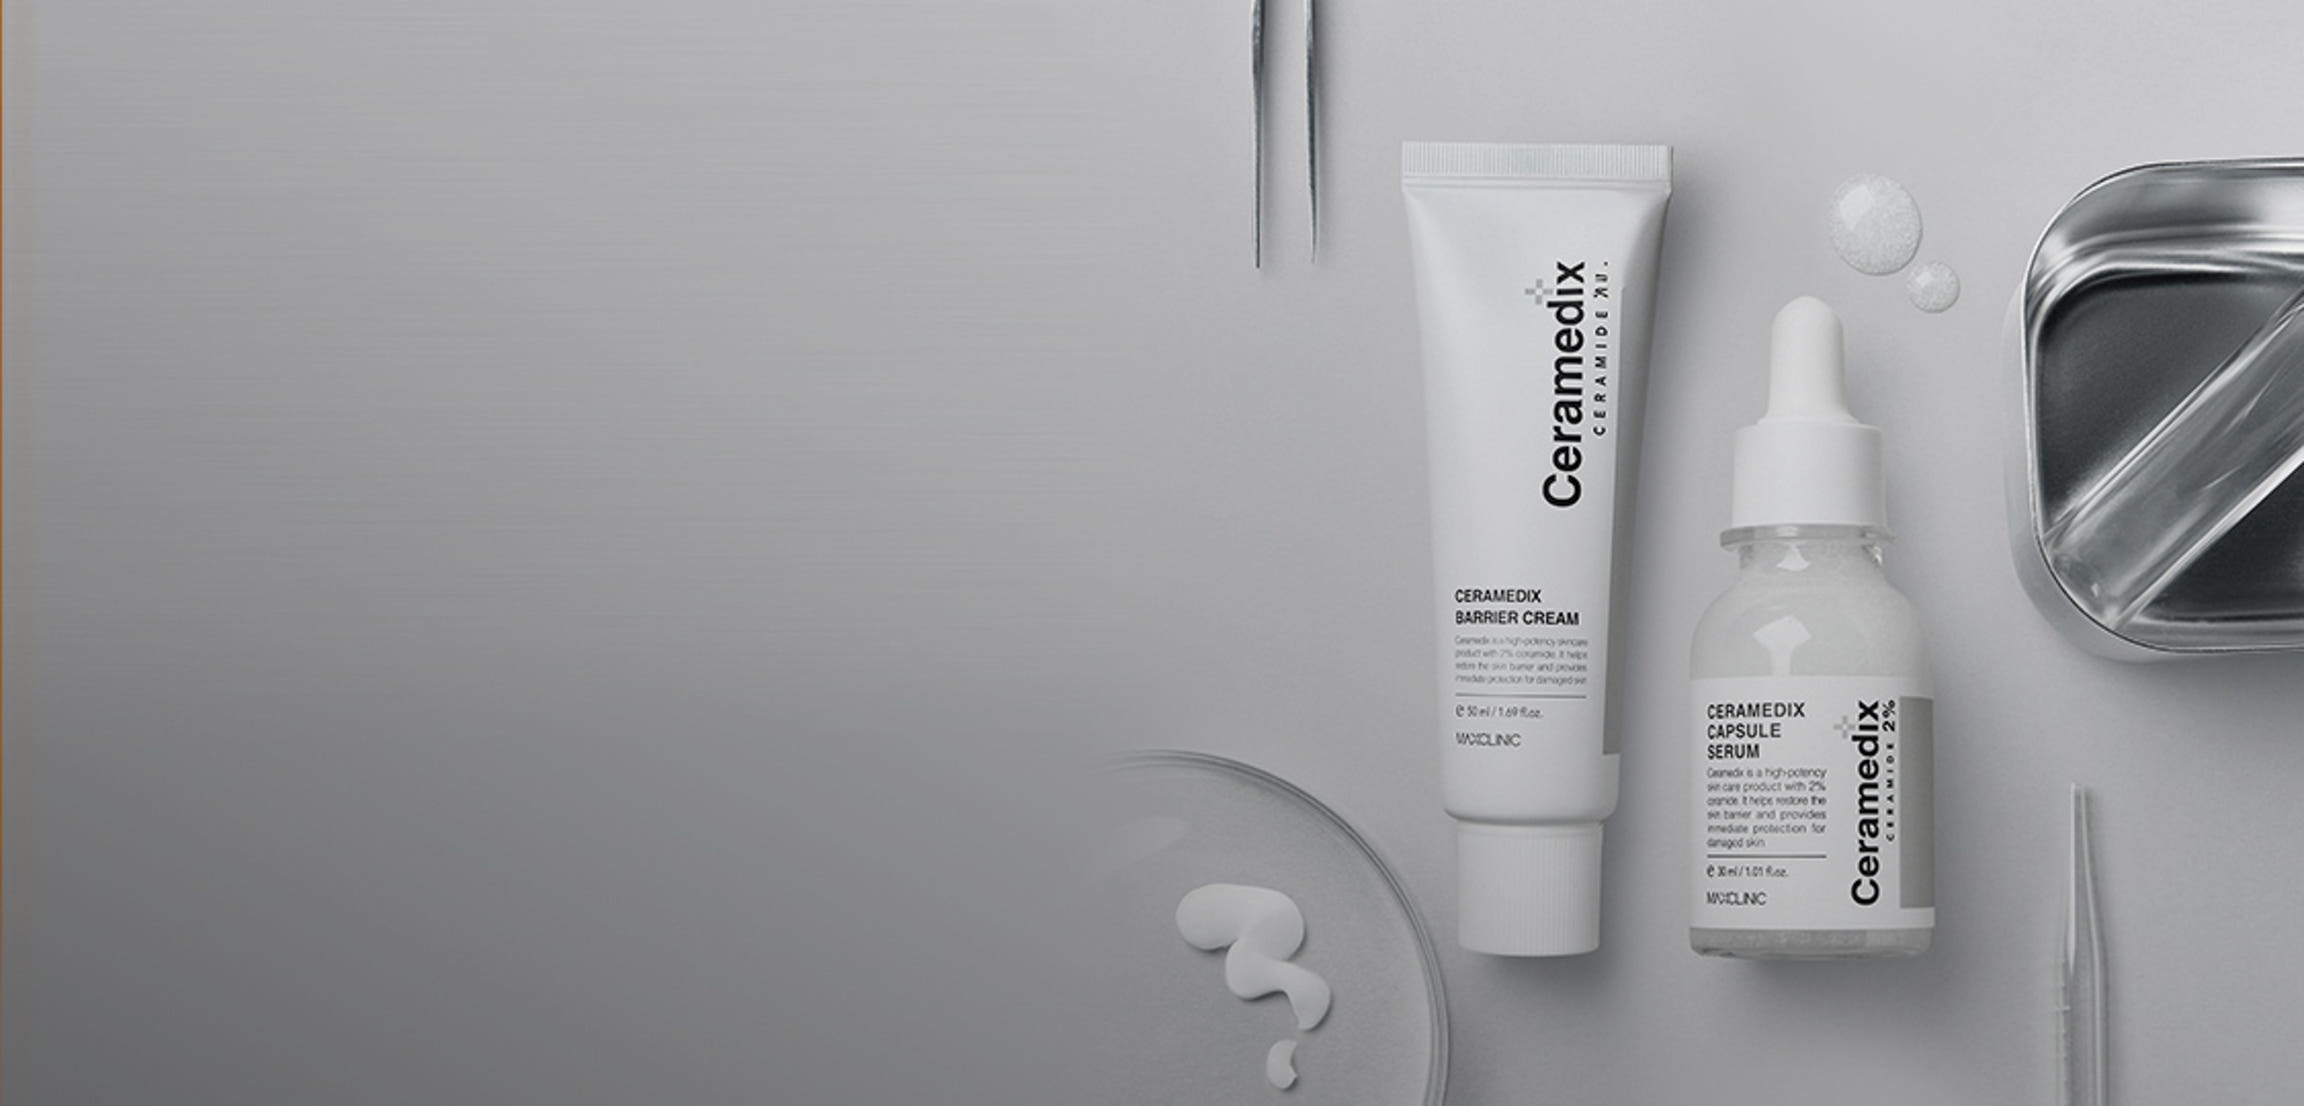 Ceramedix
CERAMIDE
CERAMEDIX
BARRIER CREAM
Ceramedix is a high-potency skincare
product with 2% ceramide. It helps
restore the skin barrier and provides
immediate protection for damaged skin
e 50 ml / 1.69 fl.oz.
MAXCLINIC
CERAMEDIX
CAPSULE
SERUM
Ceramedix is a high-potency
skin care product with 2%
ceramide. It helps restore the
skin barrier and provides
immediate protection for
damaged skin
e 30 ml / 1.01 fl.oz.
MAXCLINIC
Ceramedix
CERAMIDE 2%